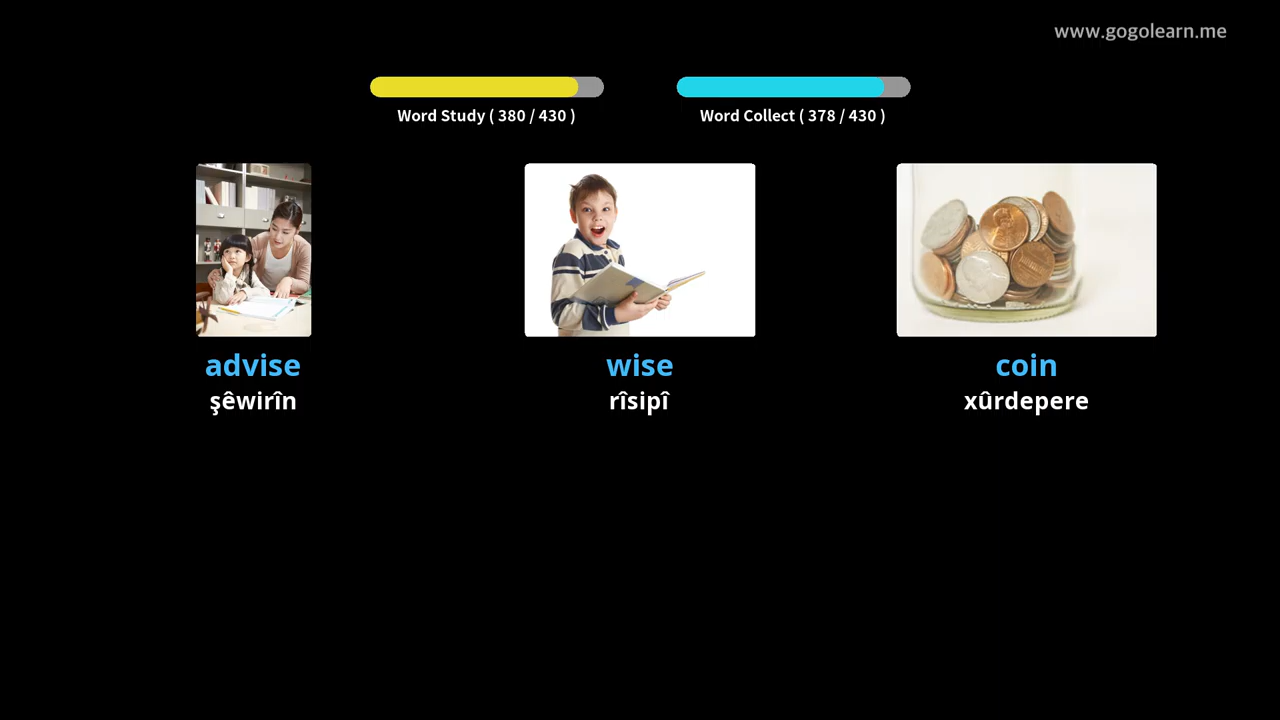 www.gogolearn.me
Word Study ( 380 / 430 )
Word Collect ( 378 / 430 )
advise
wise
coin
şêwirîn
rîsipî
xûrdepere